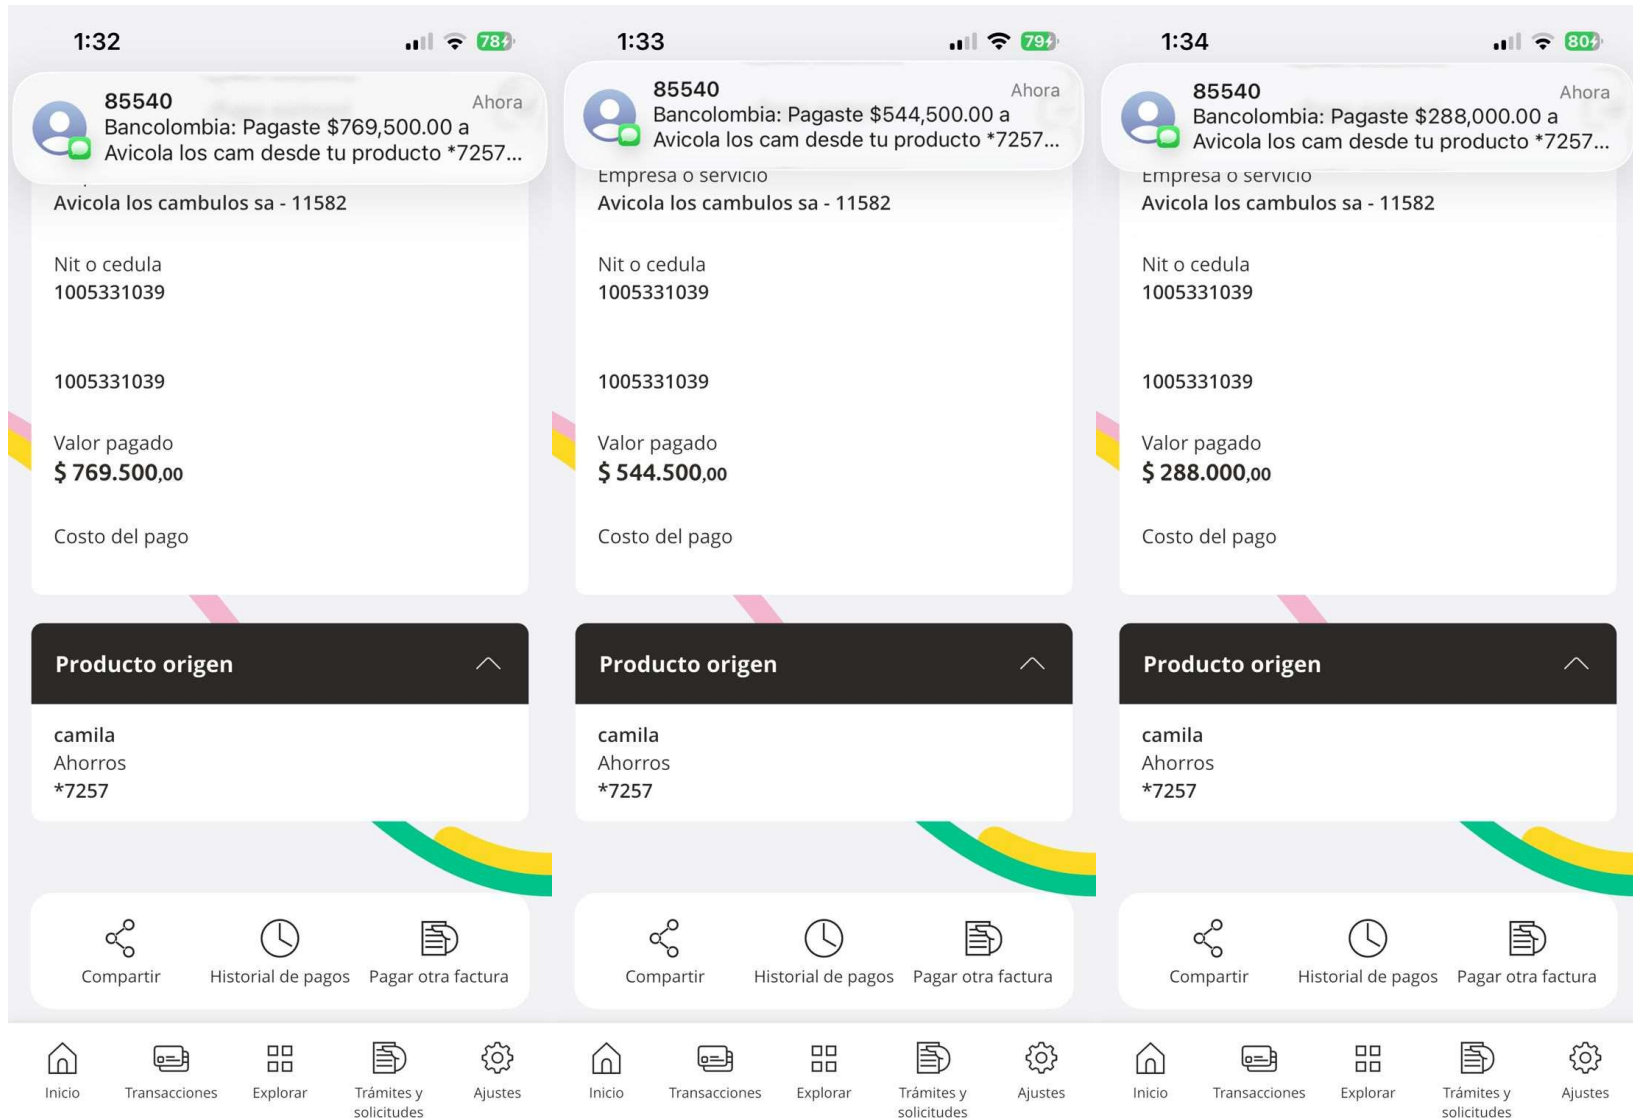 1:32
78
85540
Ahora
Bancolombia: Pagaste $769,500.00 a
Avicola los cam desde tu producto *7257...
Avicola los cambulos sa - 11582
Nit o cedula
1005331039
1005331039
Valor pagado
$ 769.500,00
Costo del pago
Producto origen
camila
Ahorros
*7257
Compartir
Historial de pagos
Pagar otra factura
Inicio
Transacciones
Explorar
Trámites y
solicitudes
Ajustes
1:33
79
85540
Ahora
Bancolombia: Pagaste $544,500.00 a
Avicola los cam desde tu producto *7257...
Empresa o servicio
Avicola los cambulos sa - 11582
Nit o cedula
1005331039
1005331039
Valor pagado
$ 544.500,00
Costo del pago
Producto origen
camila
Ahorros
*7257
Compartir
Historial de pagos
Pagar otra factura
Inicio
Transacciones
Explorar
Trámites y
solicitudes
Ajustes
1:34
80
85540
Ahora
Bancolombia: Pagaste $288,000.00 a
Avicola los cam desde tu producto *7257...
Empresa o servicio
Avicola los cambulos sa - 11582
Nit o cedula
1005331039
1005331039
Valor pagado
$ 288.000,00
Costo del pago
Producto origen
camila
Ahorros
*7257
Compartir
Historial de pagos
Pagar otra factura
Inicio
Transacciones
Explorar
Trámites y
solicitudes
Ajustes